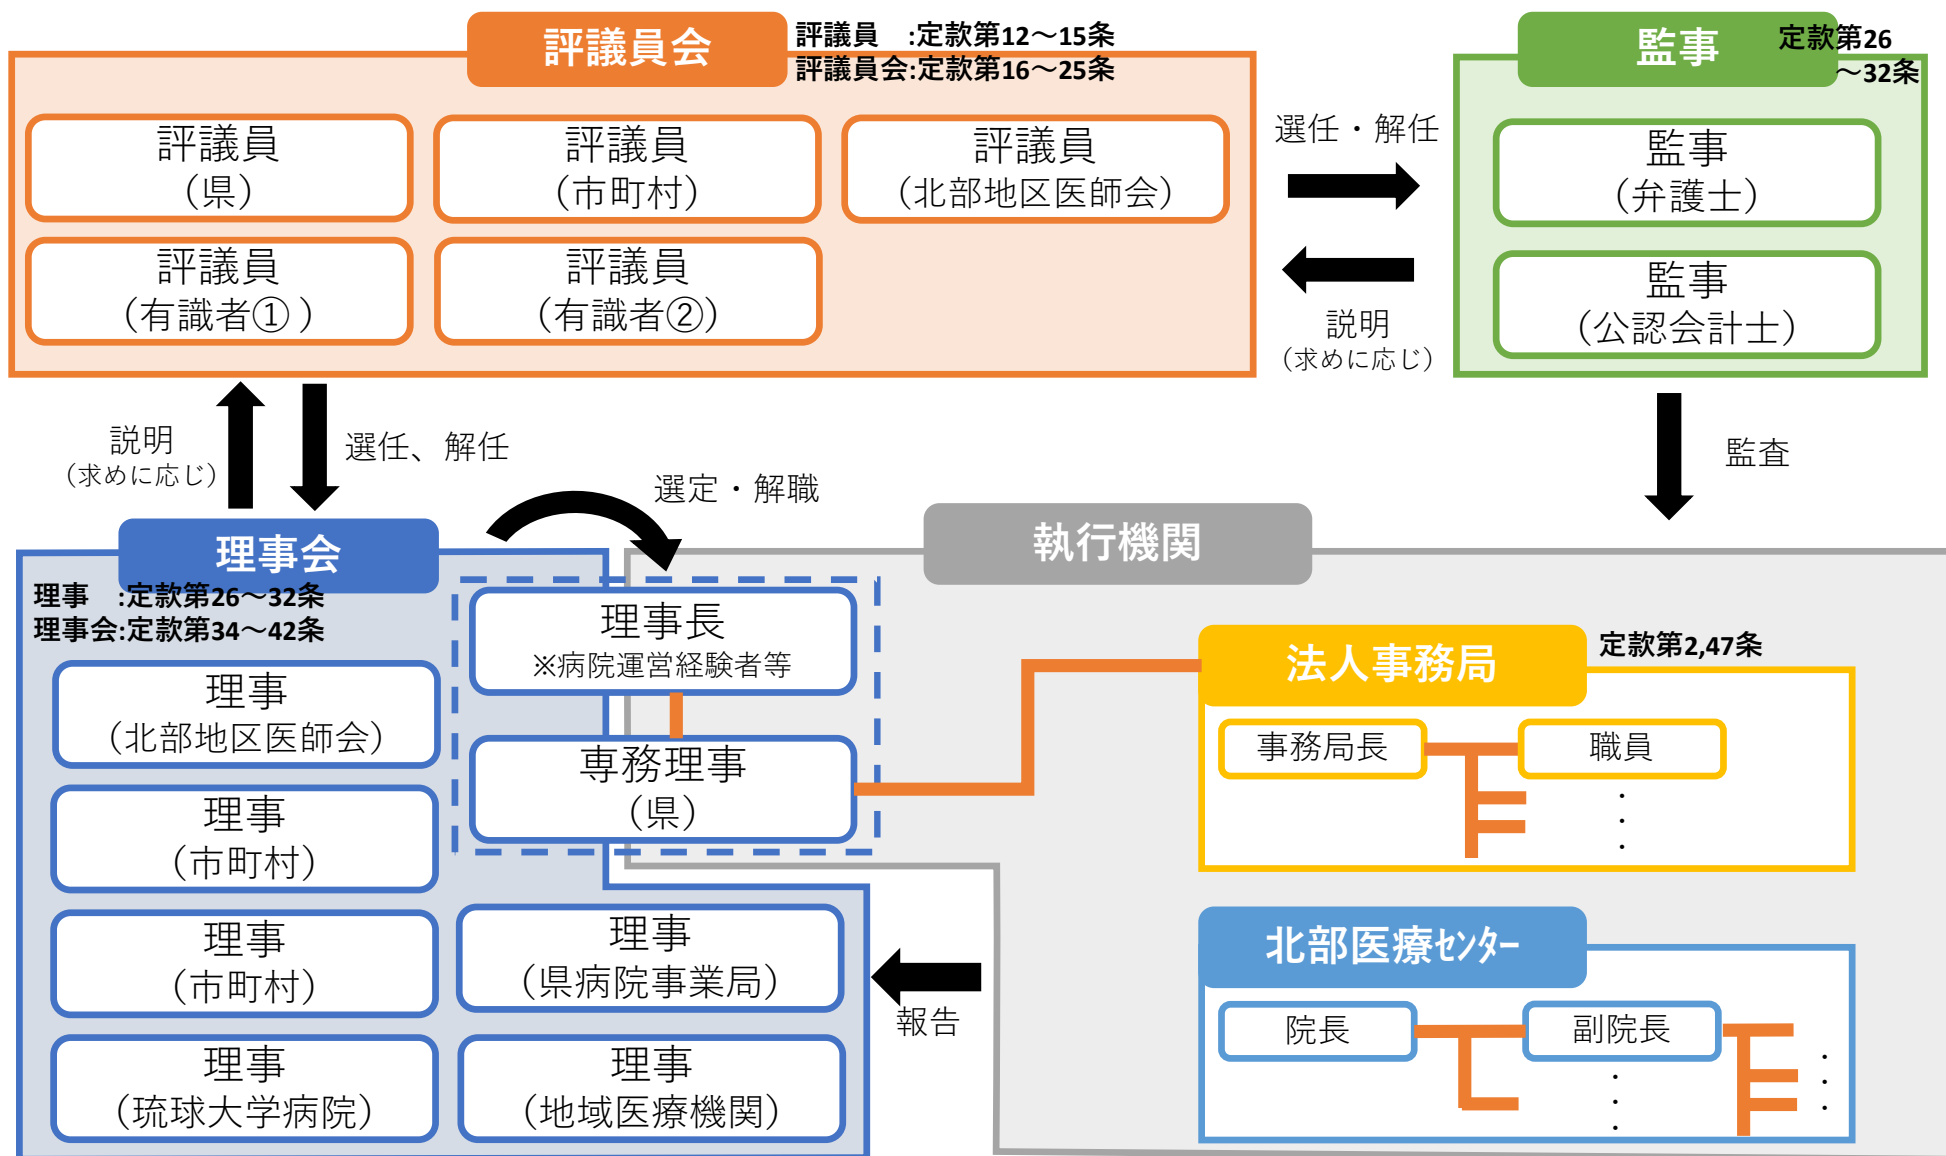 評議員会
評議員　:定款第12～15条
評議員会:定款第16～25条
監事
定款第26
～32条
評議員
（県）
評議員
（市町村）
評議員
（北部地区医師会）
評議員
（有識者①）
評議員
（有識者②）
選任・解任
説明
（求めに応じ）
監事
（弁護士）
監事
（公認会計士）
説明
（求めに応じ）
選任、解任
選定・解職
監査
理事会
理事　:定款第26～32条
理事会:定款第34～42条
執行機関
理事長
※病院運営経験者等
専務理事
（県）
理事
（北部地区医師会）
理事
（市町村）
理事
（市町村）
理事
（県病院事業局）
理事
（琉球大学病院）
理事
（地域医療機関）
報告
法人事務局
定款第2,47条
事務局長
職員
・
・
・
北部医療ｾﾝﾀｰ
院長
副院長
・
・
・
・
・
・